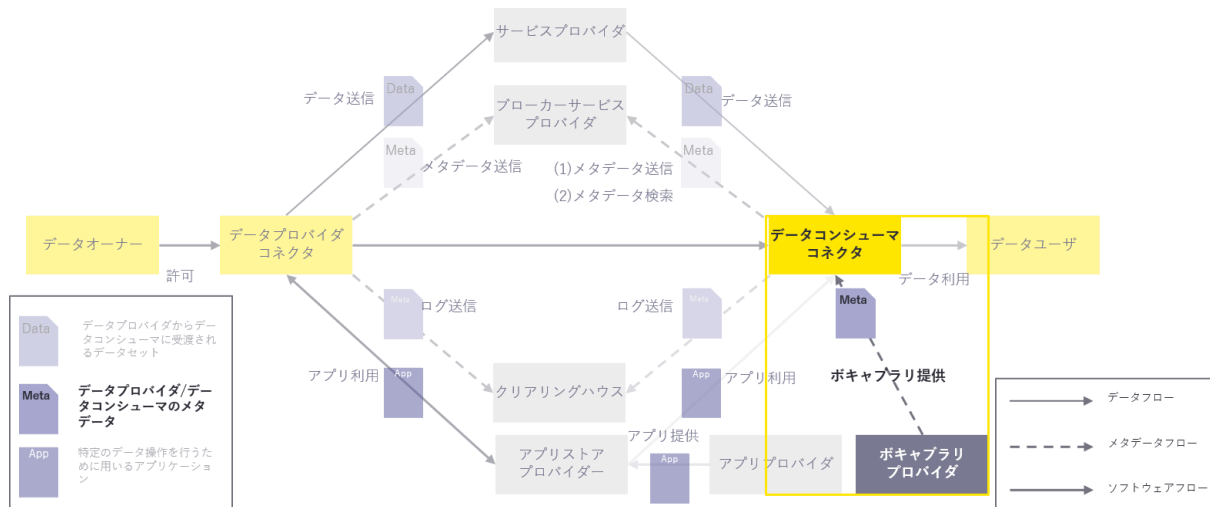 サービスプロバイダ
Data
データ送信
Data
データ送信
ブローカーサービス
プロバイダ
Meta
メタデータ送信
(1)メタデータ送信
(2)メタデータ検索
Meta
データオーナー
許可
データプロバイダ
コネクタ
データコンシューマ
コネクタ
データユーザ
データ利用
Meta
ログ送信
ログ送信
Meta
Meta
ボキャブラリ提供
アプリ利用
App
クリアリングハウス
App
アプリ利用
アプリ提供
アプリストア
プロバイダー
App
アプリプロバイダ
ボキャブラリ
プロバイダ
Data
データプロバイダからデー
タコンシューマに受渡され
るデータセット
Meta
データプロバイダ/デー
タコンシューマのメタ
データ
App
特定のデータ操作を行うた
めに用いるアプリケーショ
ン
データフロー
メタデータフロー
ソフトウェアフロー